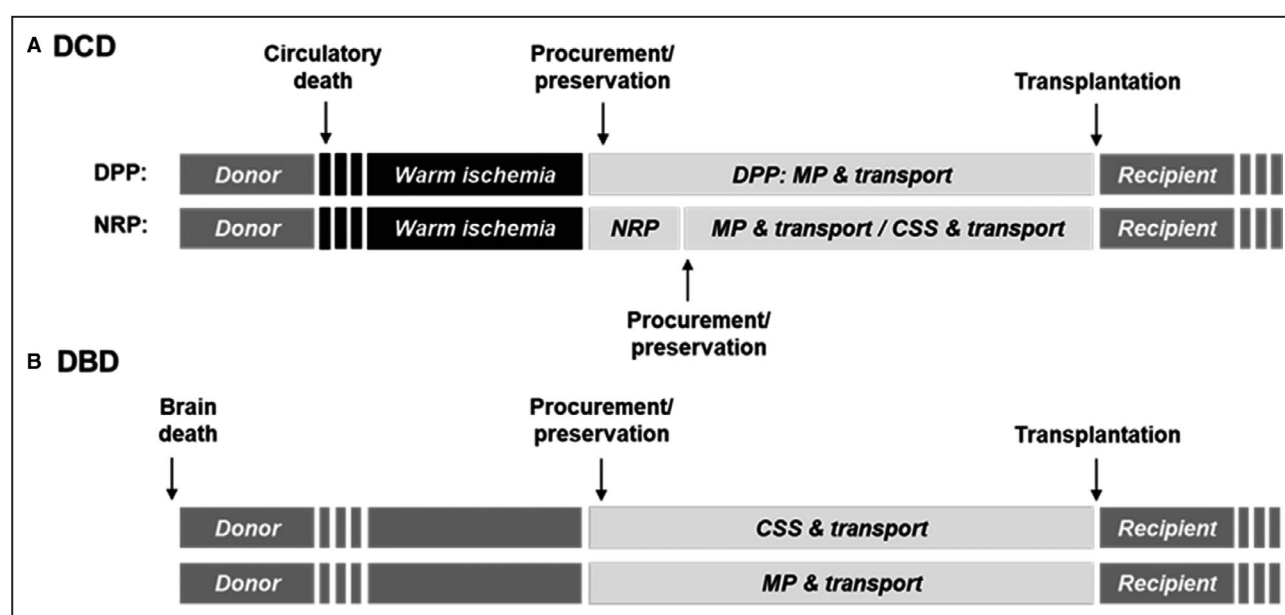 A DCD
Circulatory
death
Procurement/
preservation
Transplantation
DPP: Donor Warm ischemia DPP: MP & transport Recipient
NRP: Donor Warm ischemia NRP MP & transport / CSS & transport Recipient
Procurement/
preservation
B DBD
Brain
death
Procurement/
preservation
Transplantation
Donor CSS & transport Recipient
Donor MP & transport Recipient